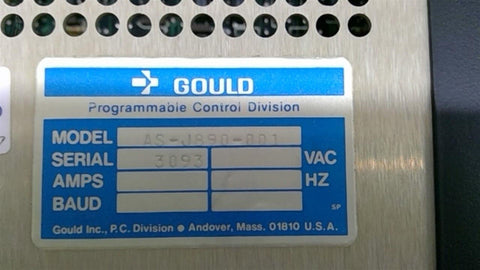 GOULD
Programmable Control Division
MODEL AS-J890-001
SERIAL 3093 VAC
AMPS HZ
BAUD
SP
Gould Inc., P.C. Division ● Andover, Mass. 01810 U.S.A.